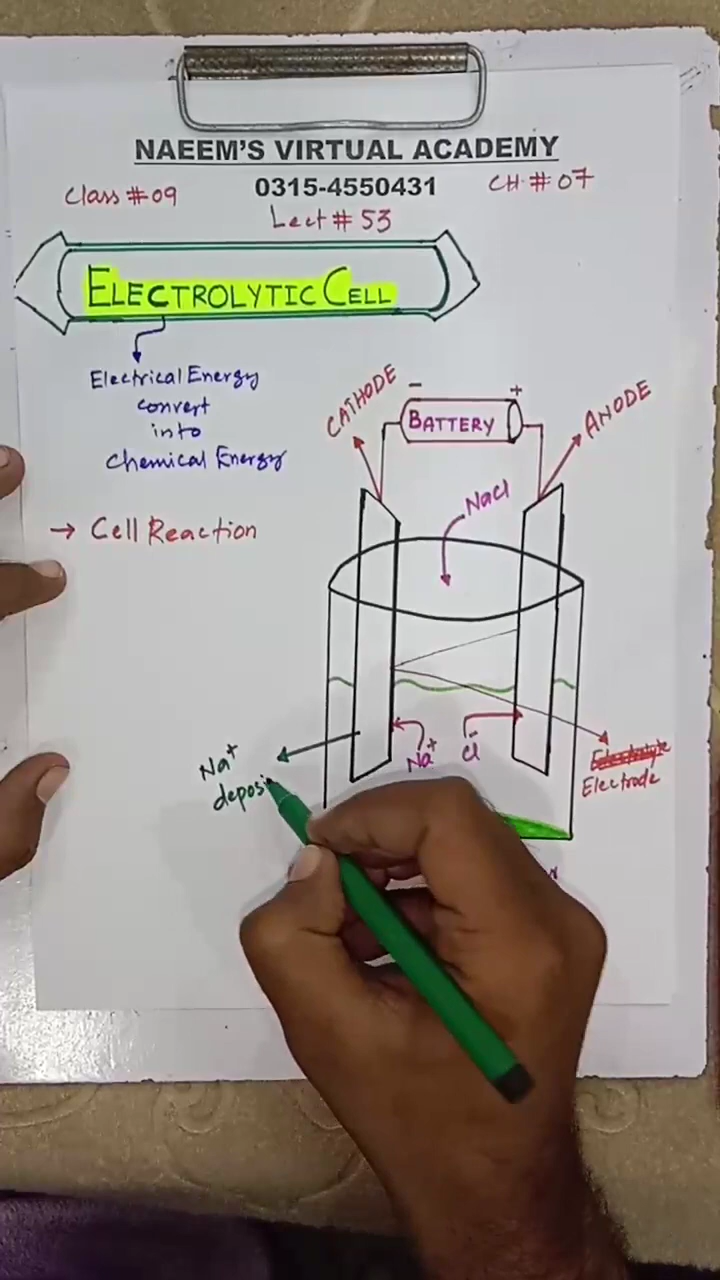 NAEEM'S VIRTUAL ACADEMY
Class # 09
0315-4550431
CH. # 07
Lect # 53
ELECTROLYTIC CELL
Electrical Energy
convert
into
Chemical Energy
CATHODE
- +
BATTERY
ANODE
NaCl
→ Cell Reaction
Na+
Cl-
Na+
deposi
Electrode